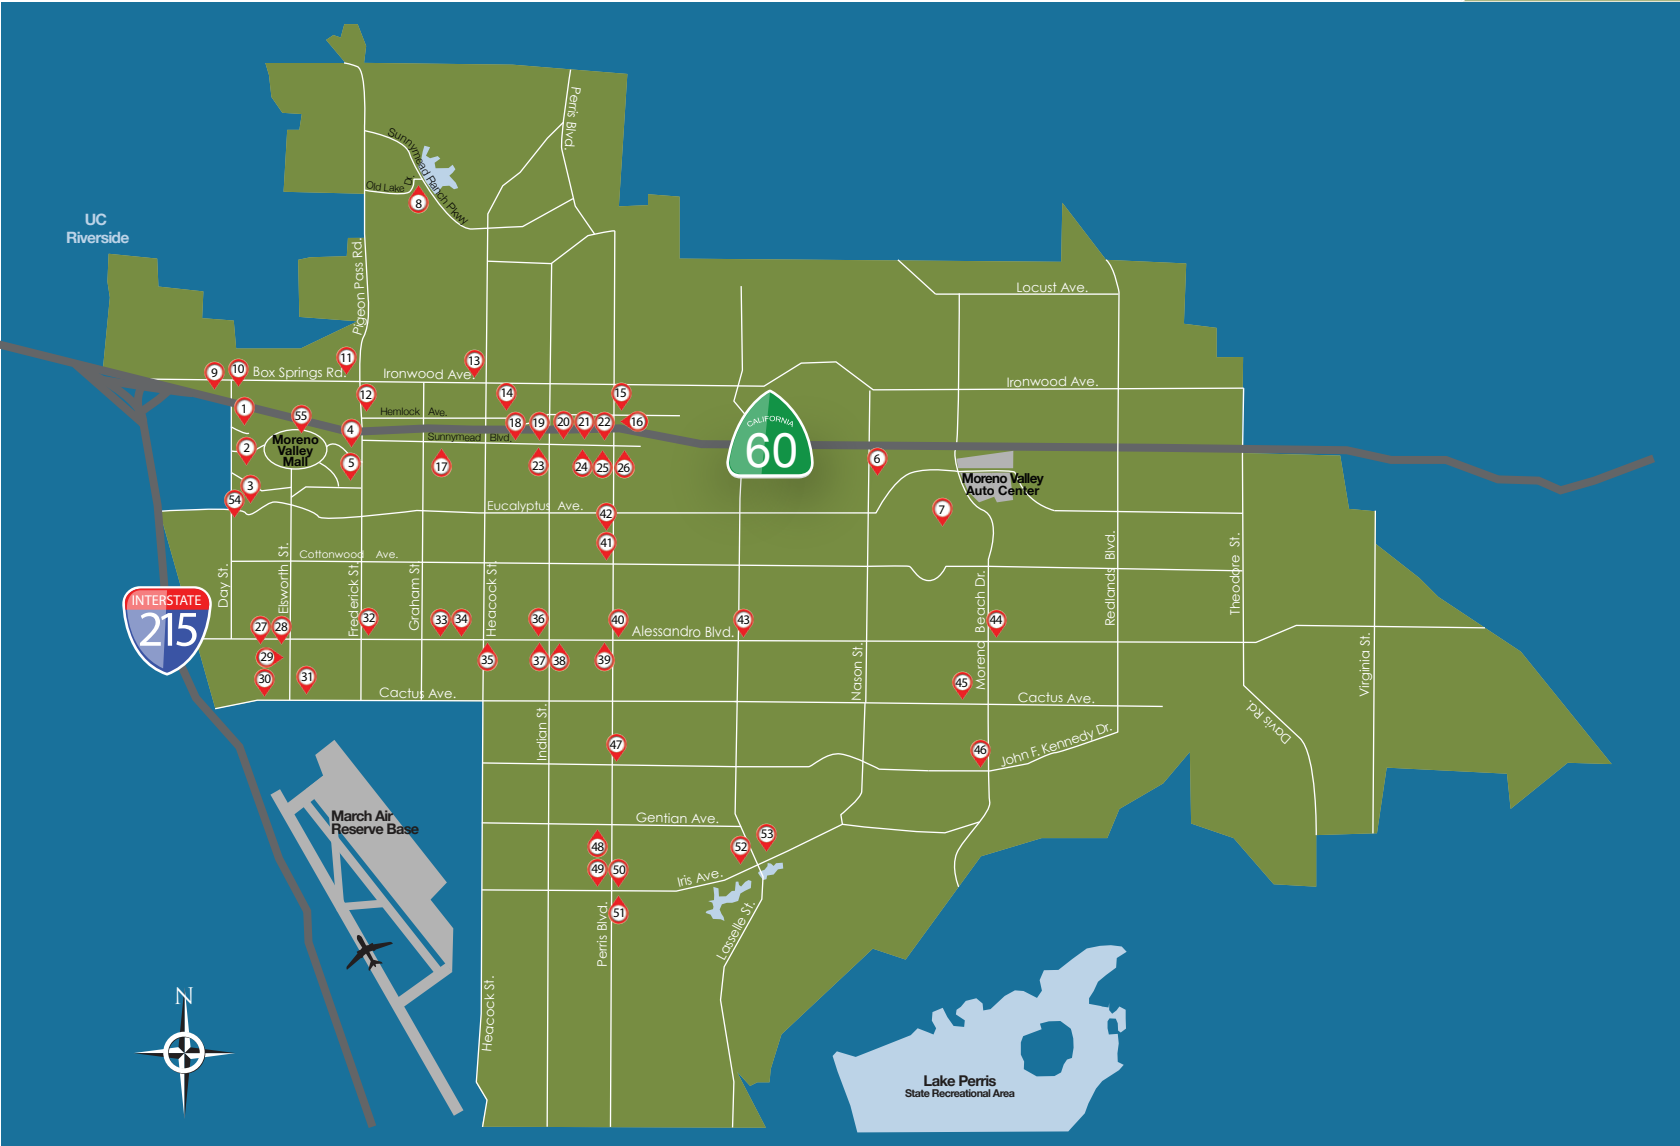 Perris Blvd.
Sunnymead Ranch Pkwy
Old Lake Dr.
8
UC
Riverside
Pigeon Pass Rd.
Locust Ave.
9
10
11
13
Box Springs Rd.
Ironwood Ave.
Ironwood Ave.
12
14
15
1
55
Hemlock Ave.
4
18
19
20
21
22
16
CALIFORNIA
60
Sunnymead Blvd.
Moreno
Valley
Mall
2
5
17
23
24
25
26
6
Moreno Valley
Auto Center
3
54
Eucalyptus Ave.
42
7
41
Cottonwood Ave.
Day St.
Elsworth St.
Frederick St.
Graham St.
Heacock St.
Moreno Beach Dr.
Redlands Blvd.
Theodore St.
INTERSTATE
215
27
28
32
33
34
36
40
43
44
Alessandro Blvd.
29
35
37
38
39
Nason St.
Virginia St.
30
31
45
Cactus Ave.
Cactus Ave.
Indian St.
47
46
John F. Kennedy Dr.
Davis Rd.
March Air
Reserve Base
Gentian Ave.
48
52
53
49
50
Iris Ave.
51
Perris Blvd.
Lasselle St.
Heacock St.
N
Lake Perris
State Recreational Area